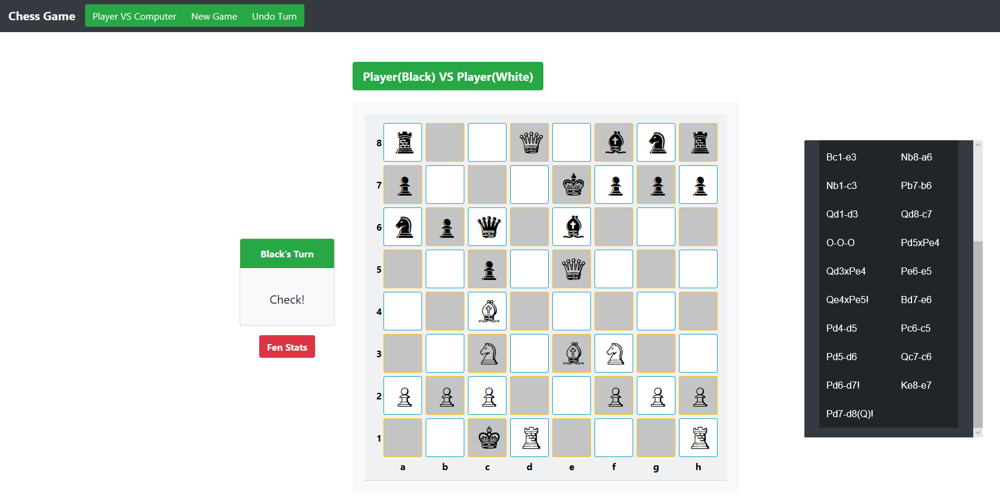 Chess Game
Player VS Computer New Game Undo Turn
Player(Black) VS Player(White)
Black's Turn
Check!
Fen Stats
8
7
6
5
4
3
2
1
a b c d e f g h
Bc1-e3 Nb8-a6
Nb1-c3 Pb7-b6
Qd1-d3 Qd8-c7
O-O-O Pd5xPe4
Qd3xPe4 Pe6-e5
Qe4xPe5! Bd7-e6
Pd4-d5 Pc6-c5
Pd5-d6 Qc7-c6
Pd6-d7! Ke8-e7
Pd7-d8(Q)!